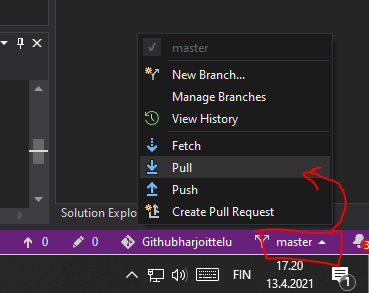 master
New Branch...
Manage Branches
View History
Fetch
Pull
Push
Create Pull Request
Solution Explo
0 0 Githubharjoittelu master 3
FIN 17.20 1
13.4.2021